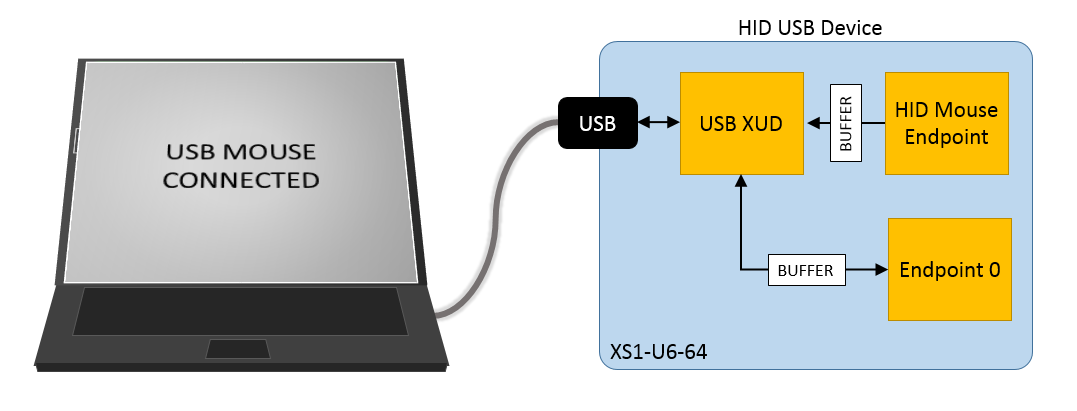 HID USB Device
USB MOUSE
CONNECTED
USB
USB XUD
BUFFER
HID Mouse
Endpoint
BUFFER
Endpoint 0
XS1-U6-64